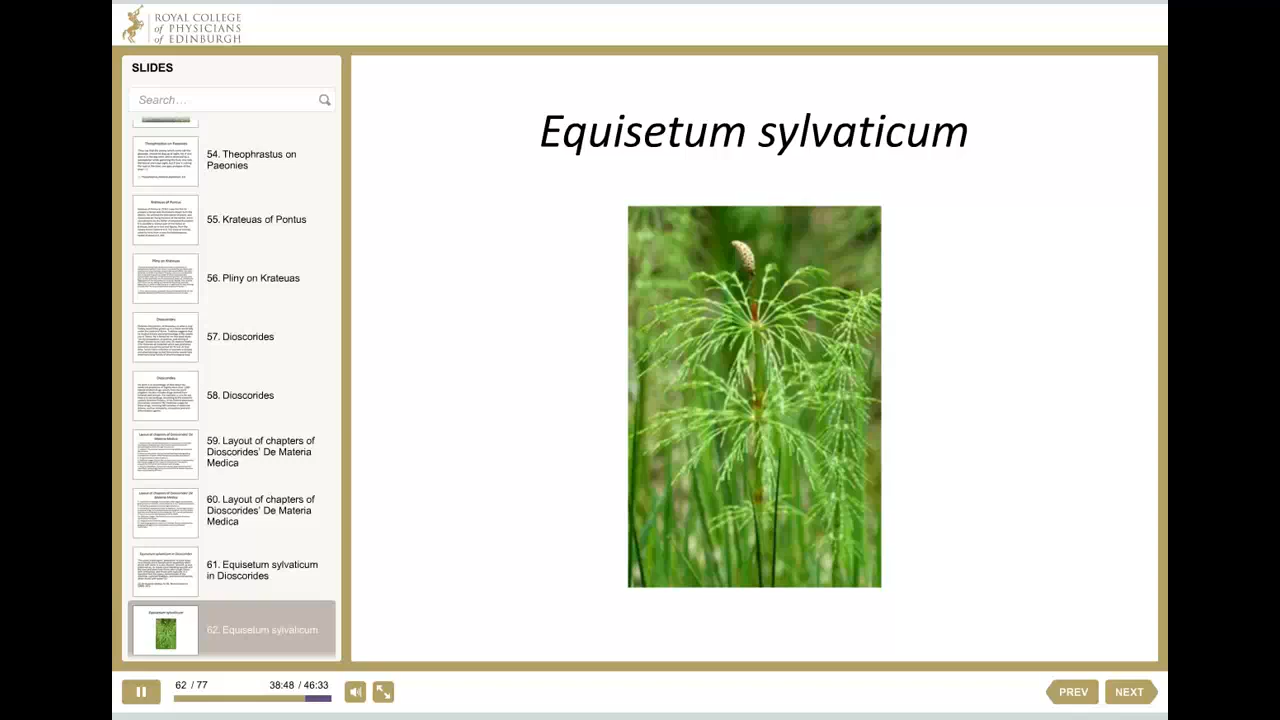 ROYAL COLLEGE
of PHYSICIANS
of EDINBURGH
SLIDES
Search...
54. Theophrastus on
Paeonies
55. Krateuas of Pontus
56. Pliny on Krateuas
57. Dioscorides
58. Dioscorides
59. Layout of chapters of
Dioscorides' De Materia
Medica
60. Layout of chapters of
Dioscorides' De Materia
Medica
61. Equisetum sylvaticum
in Dioscorides
62. Equisetum sylvaticum
Equisetum sylvaticum
62 / 77
38:48 / 46:33
PREV
NEXT